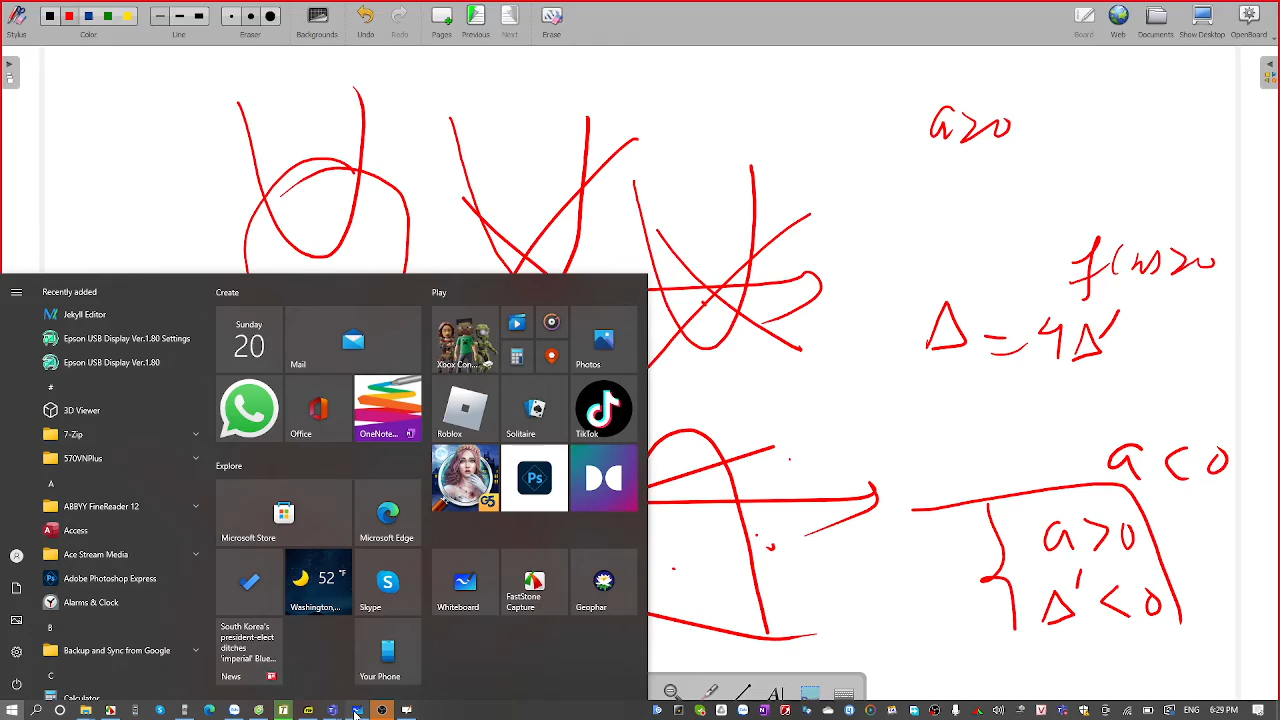 Stylus
Color
Line
Eraser
Backgrounds
Undo
Redo
Pages
Previous
Next
Erase
Board
Web
Documents
Show Desktop
OpenBoard
a>0
f(x)>0
Δ = 4Δ'
a < 0
a > 0
Δ' < 0
Recently added
Jekyll Editor
Epson USB Display Ver.1.80 Settings
Epson USB Display Ver.1.80
#
3D Viewer
7-Zip
570VNPlus
A
ABBYY FineReader 12
Access
Ace Stream Media
Adobe Photoshop Express
Alarms & Clock
B
Backup and Sync from Google
C
Calculator
Create
Sunday
20
Mail
Office
OneNote...
Explore
Microsoft Store
Microsoft Edge
52 °F
Washington,...
Skype
South Korea's
president-elect
ditches
'imperial' Blue...
News
Your Phone
Play
Xbox Con...
Photos
Roblox
Solitaire
TikTok
G5
Ps
Whiteboard
FastStone
Capture
Geophar
6:29 PM